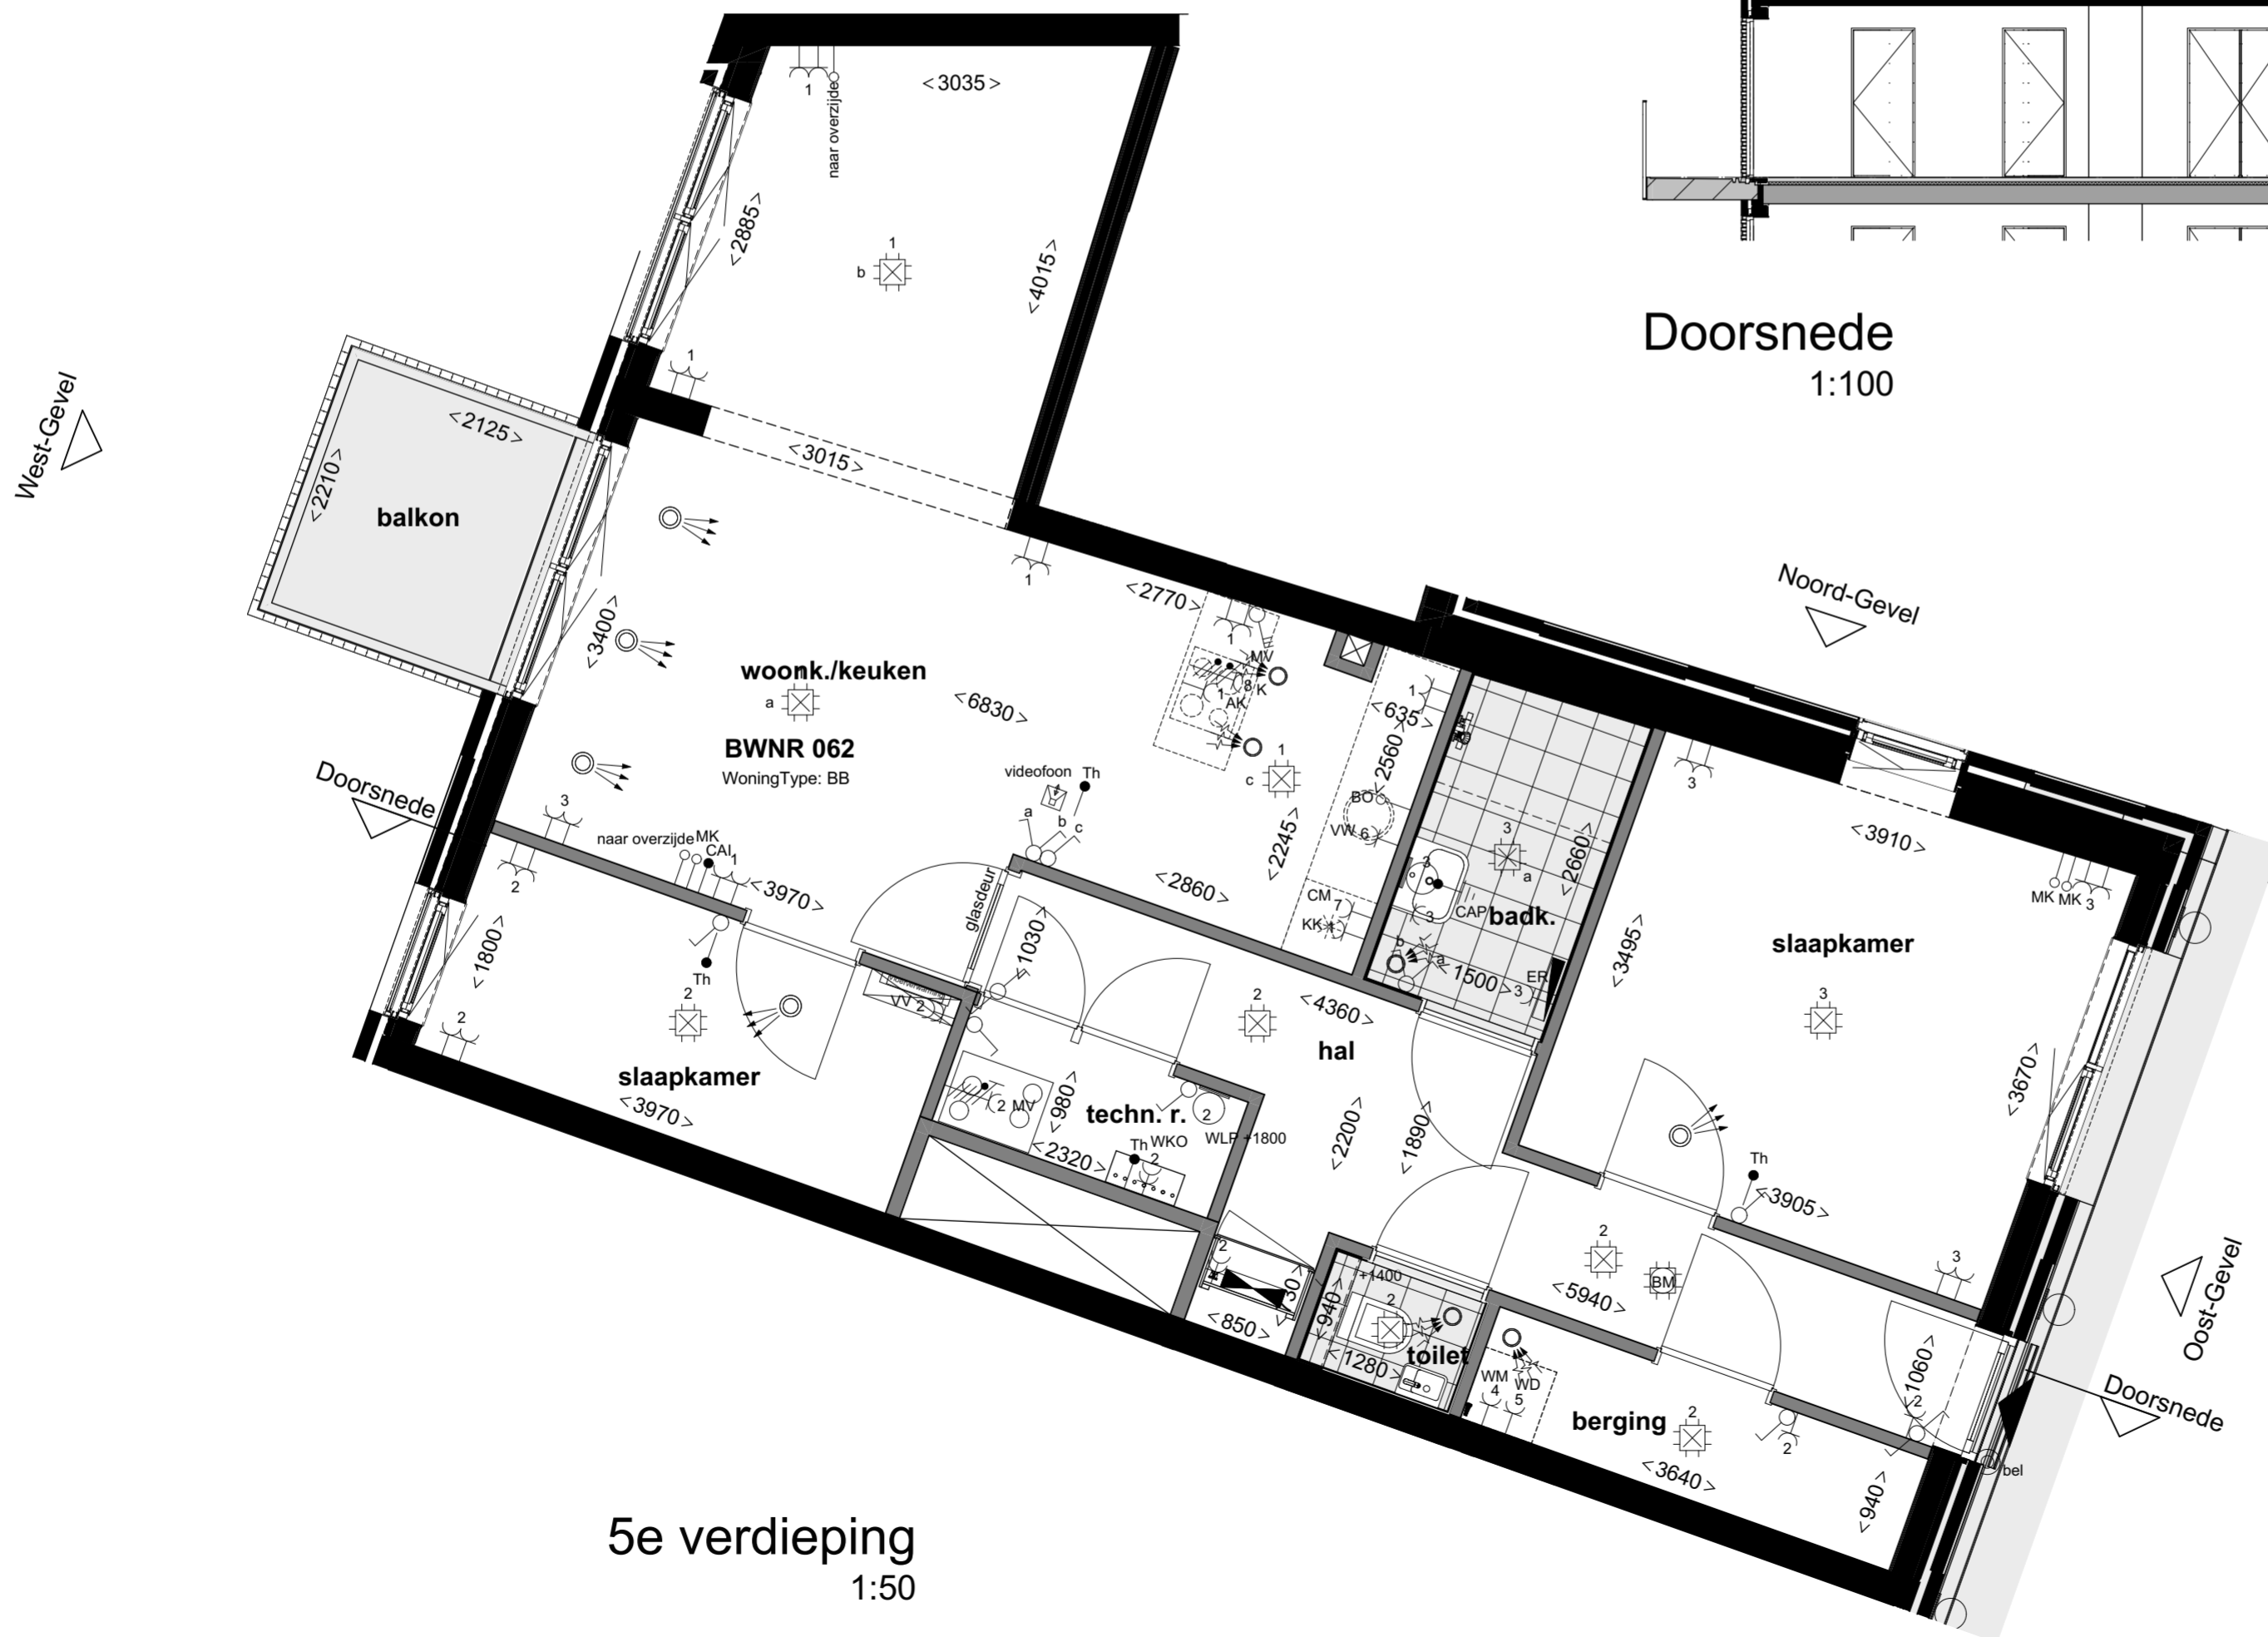 <3035>
1
naar overzijde
<2885>
1
b
<4015>
Doorsnede
1:100
1
West-Gevel
<2125>
<2210>
balkon
<3015>
1
Noord-Gevel
<2770>
1
MV
8 K
1
AK
<3400>
woonk./keuken
a
<6830>
BWNR 062
WoningType: BB
1
<635>
<2560>
1
c
videofoon
Th
a
b
c
BO
VW 6
<2245>
3
Doorsnede
3
naar overzijde
MK
CAI
1
2
<3970>
<2860>
glasdeur
<1030>
CM
7
KK
3
a
<2660>
3
3
CAP
badk.
b
a
<1500>
ER
3
<3910>
MK MK 3
<3495>
slaapkamer
3
<1800>
Th
2
2
VV 2
slaapkamer
<3970>
2
<4360>
hal
2 MV
<980>
techn. r.
2
Th
WKO
2
WLP +1800
<2320>
<2200>
<1890>
<3670>
Th
<3905>
3
2
BM
<5940>
2
<850>
+1400
<940>
2
toilet
<1280>
WM
4
WD
5
berging
2
<3640>
2
<1060>
2
<940>
bel
Oost-Gevel
Doorsnede
5e verdieping
1:50